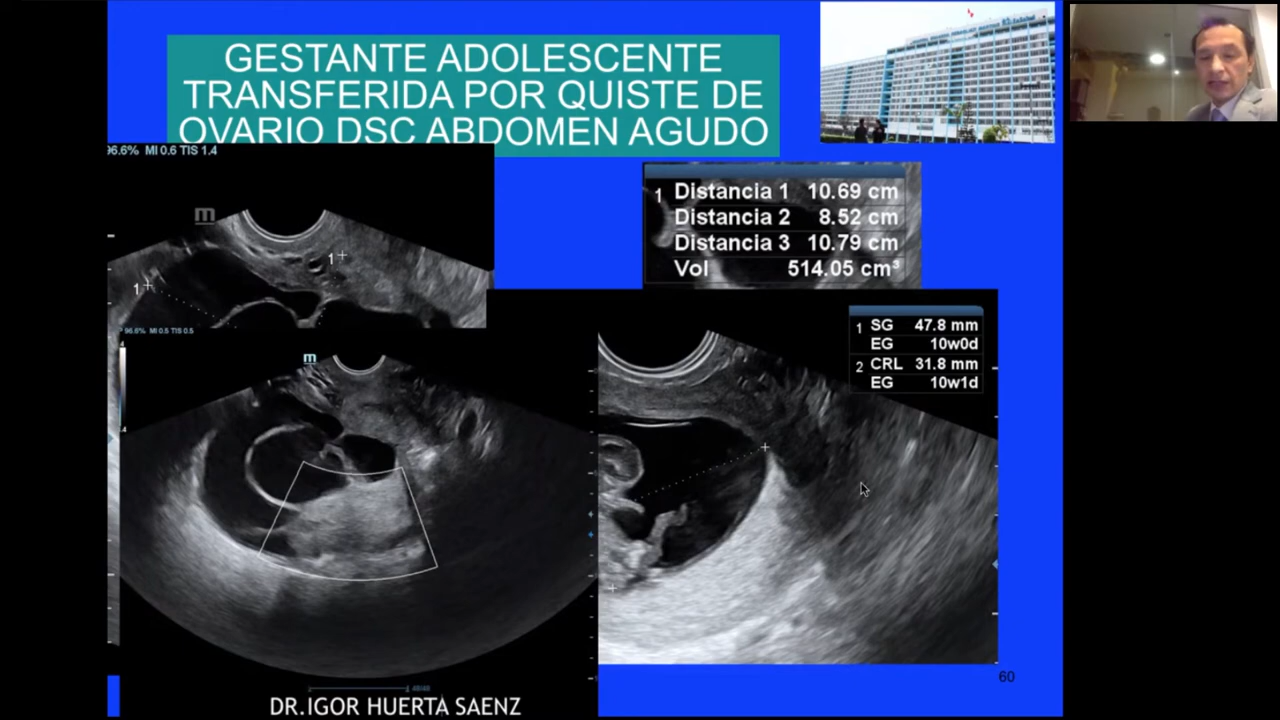 GESTANTE ADOLESCENTE
TRANSFERIDA POR QUISTE DE
OVARIO DSC ABDOMEN AGUDO
96.6% MI 0.6 TIS 1.4
m
1
1
1 Distancia 1 10.69 cm
Distancia 2 8.52 cm
Distancia 3 10.79 cm
Vol 514.05 cm³
96.6% MI 0.5 TIS 0.5
m
1 SG 47.8 mm
EG 10w0d
2 CRL 31.8 mm
EG 10w1d
60
DR.IGOR HUERTA SAENZ